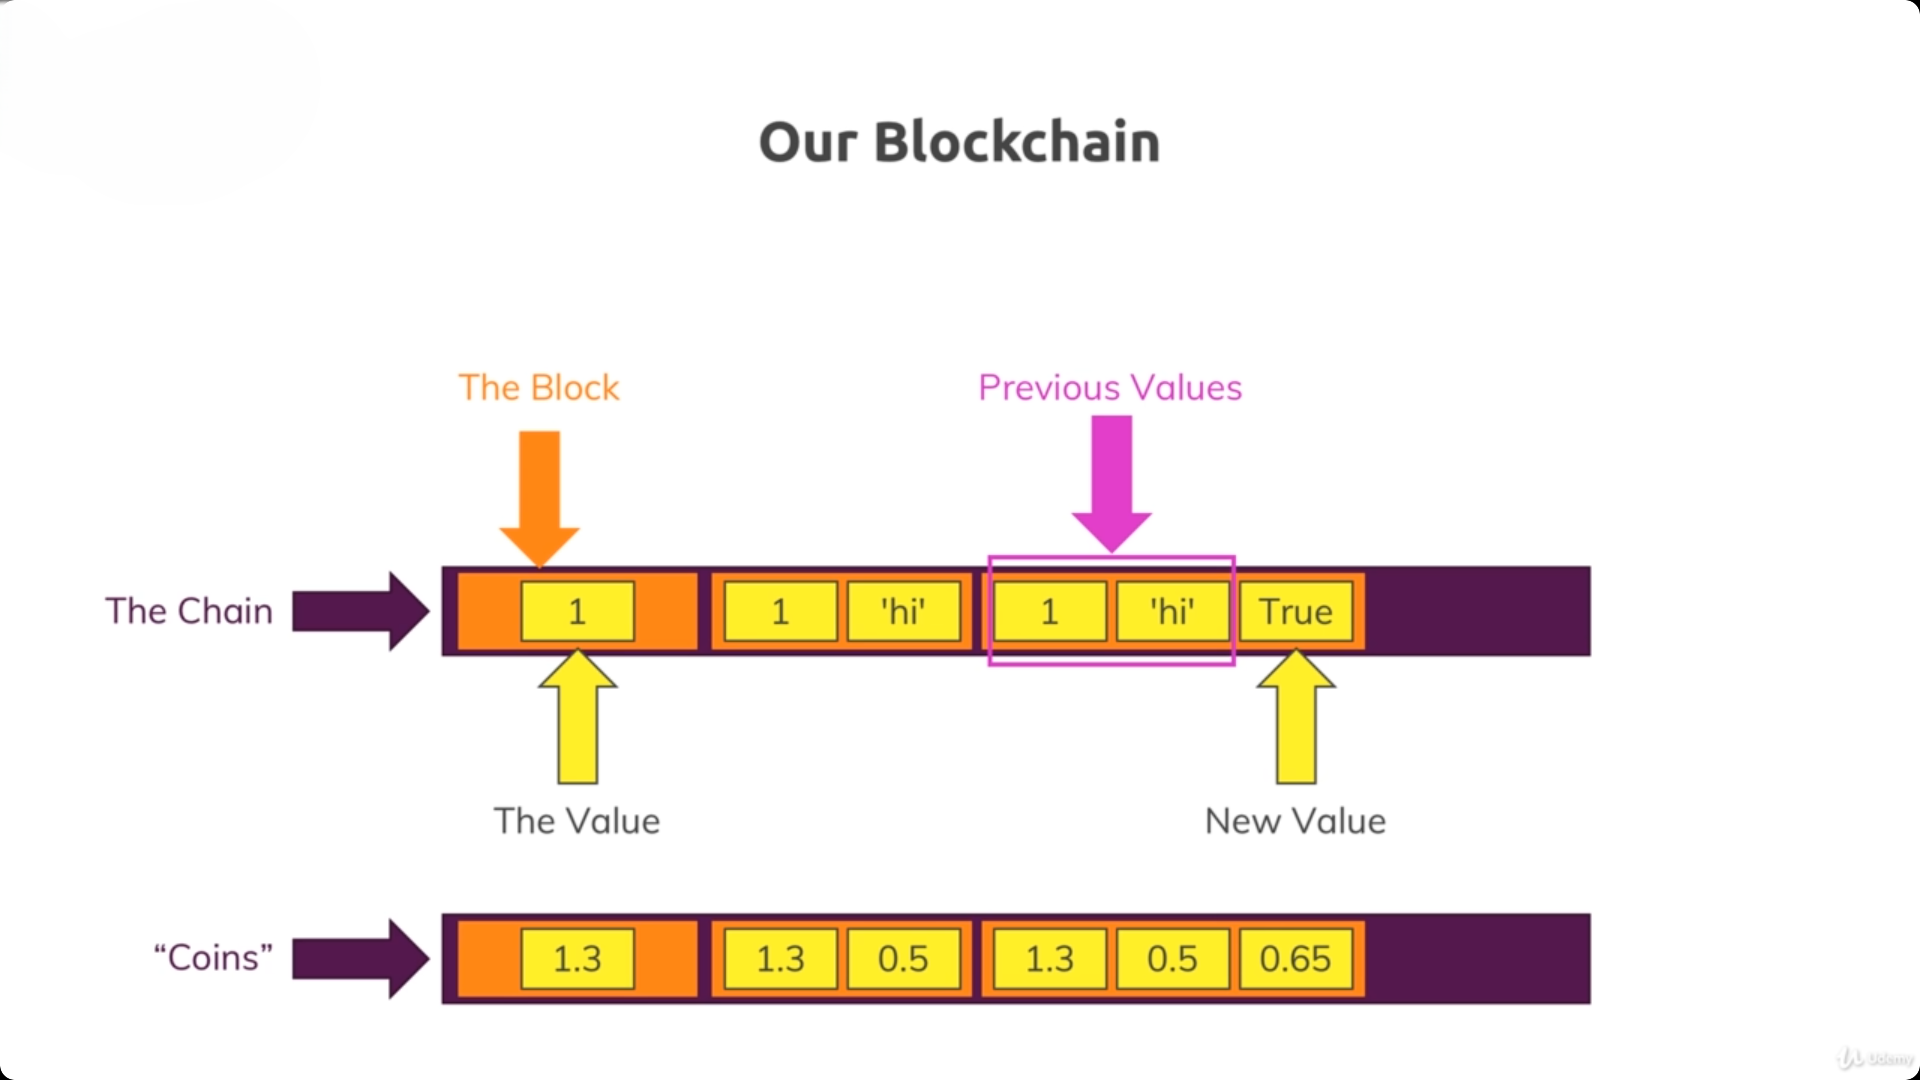 Our Blockchain
The Block
Previous Values
The Chain
1
1 'hi'
1 'hi' True
The Value
New Value
“Coins”
1.3
1.3 0.5
1.3 0.5 0.65
Udemy